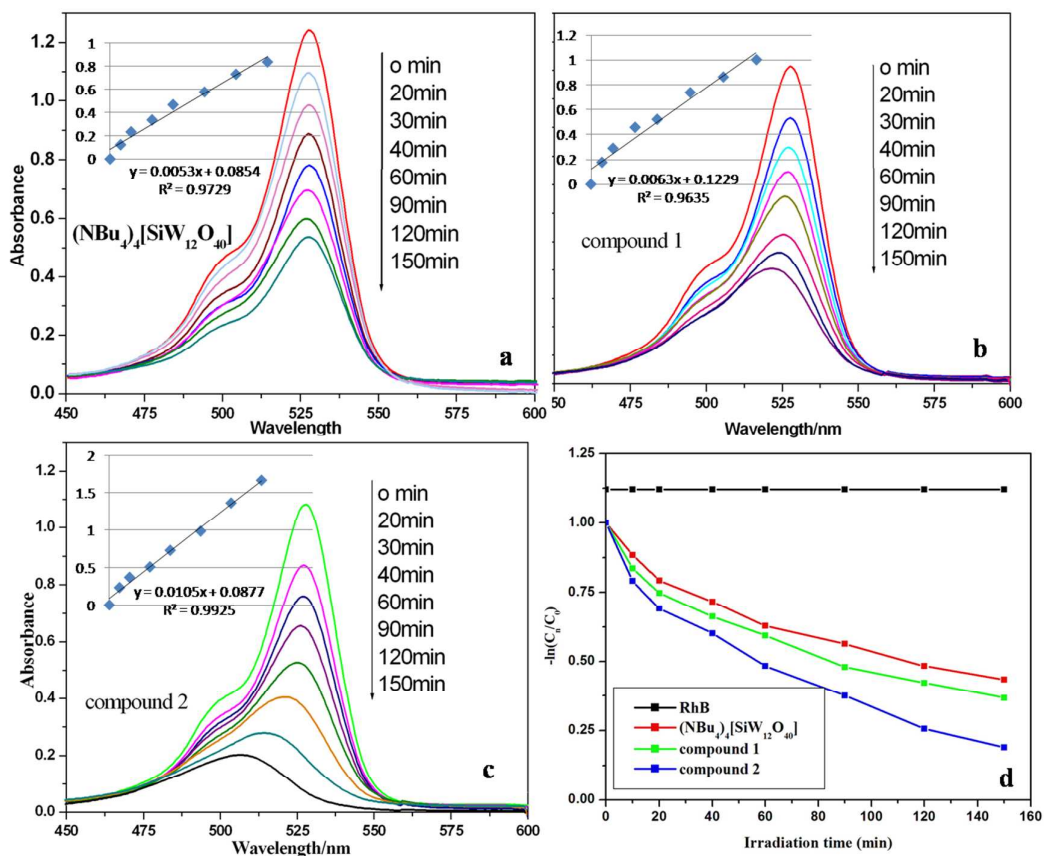 1.2
1.0
0.8
0.6
0.4
0.2
0.0
Absorbance
1
0.8
0.6
0.4
0.2
0
y = 0.0053x + 0.0854
R² = 0.9729
(NBu₄)₄[SiW₁₂O₄₀]
o min
20min
30min
40min
60min
90min
120min
150min
a
450 475 500 525 550 575 600
Wavelength
1.2
1
0.8
0.6
0.4
0.2
0
y = 0.0063x + 0.1229
R² = 0.9635
compound 1
o min
20min
30min
40min
60min
90min
120min
150min
b
50 475 500 525 550 575 600
Wavelength/nm
1.2
1.0
0.8
0.6
0.4
0.2
0.0
Absorbance
2
1.5
1
0.5
0
y = 0.0105x + 0.0877
R² = 0.9925
compound 2
o min
20min
30min
40min
60min
90min
120min
150min
c
450 475 500 525 550 575 600
Wavelength/nm
1.25
1.00
0.75
0.50
0.25
0.00
-ln(Cₙ/C₀)
RhB
(NBu₄)₄[SiW₁₂O₄₀]
compound 1
compound 2
d
0 20 40 60 80 100 120 140 160
Irradiation time (min)